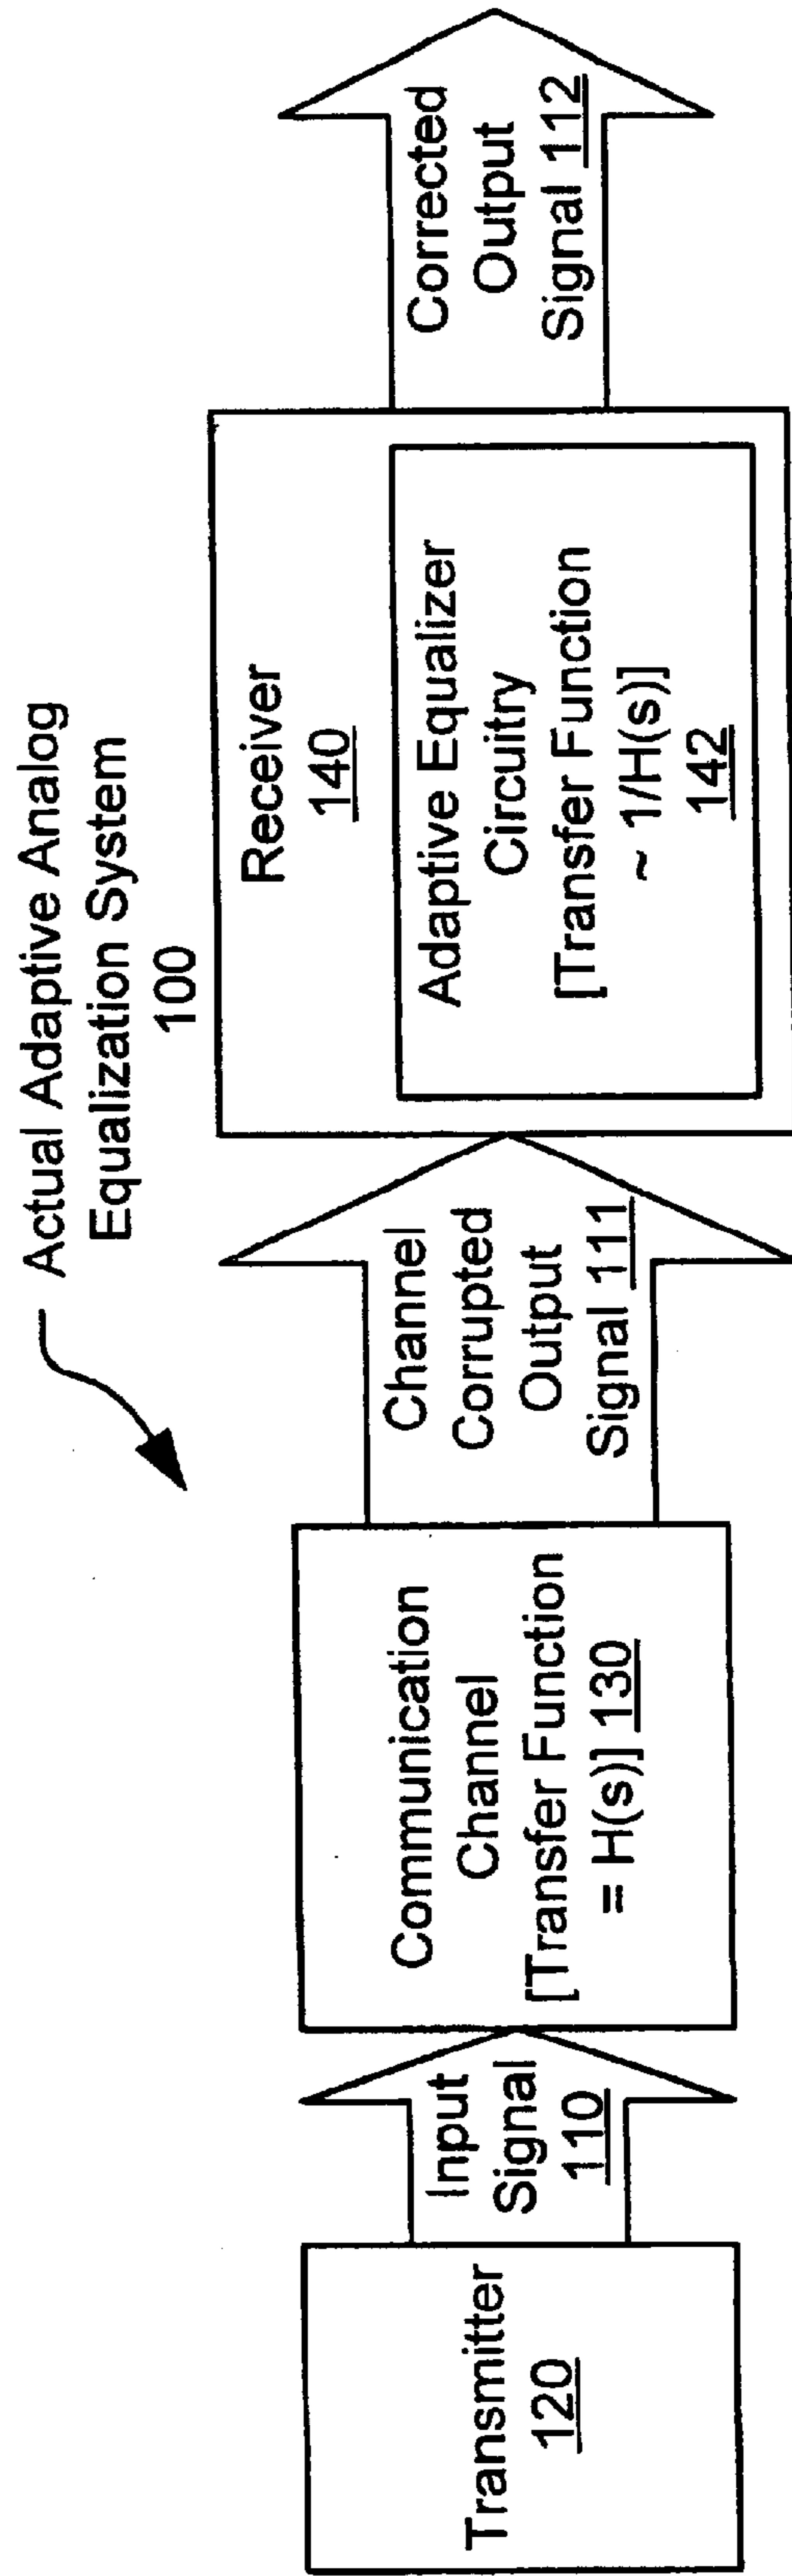 Actual Adaptive Analog
Equalization System
100
Transmitter
120
Input
Signal
110
Communication
Channel
[Transfer Function
= H(s)] 130
Channel
Corrupted
Output
Signal 111
Receiver
140
Adaptive Equalizer
Circuitry
[Transfer Function
~ 1/H(s)]
142
Corrected
Output
Signal 112